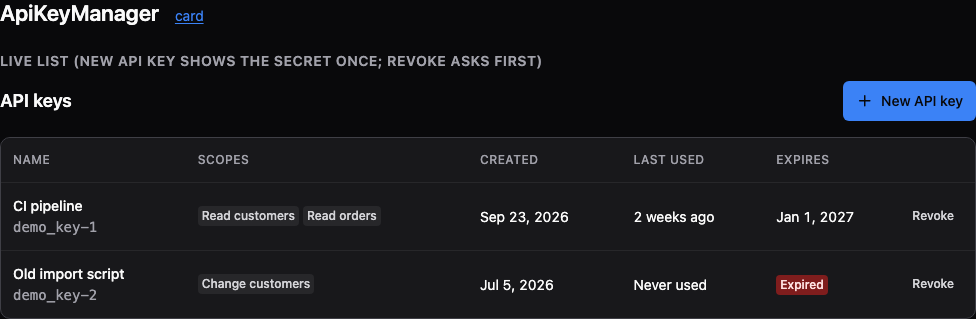 ApiKeyManager card
LIVE LIST (NEW API KEY SHOWS THE SECRET ONCE; REVOKE ASKS FIRST)
API keys
+ New API key
NAME SCOPES CREATED LAST USED EXPIRES
CI pipeline
demo_key-1
Read customers Read orders Sep 23, 2026 2 weeks ago Jan 1, 2027 Revoke
Old import script
demo_key-2
Change customers Jul 5, 2026 Never used Expired Revoke